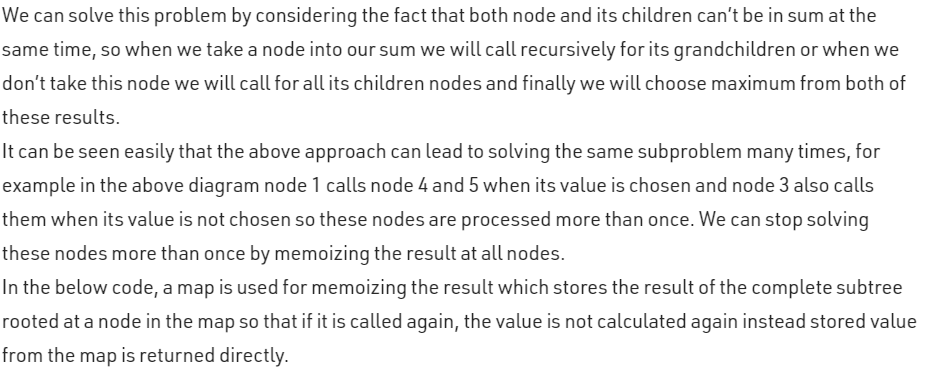 We can solve this problem by considering the fact that both node and its children can't be in sum at the
same time, so when we take a node into our sum we will call recursively for its grandchildren or when we
don't take this node we will call for all its children nodes and finally we will choose maximum from both of
these results.
It can be seen easily that the above approach can lead to solving the same subproblem many times, for
example in the above diagram node 1 calls node 4 and 5 when its value is chosen and node 3 also calls
them when its value is not chosen so these nodes are processed more than once. We can stop solving
these nodes more than once by memoizing the result at all nodes.
In the below code, a map is used for memoizing the result which stores the result of the complete subtree
rooted at a node in the map so that if it is called again, the value is not calculated again instead stored value
from the map is returned directly.